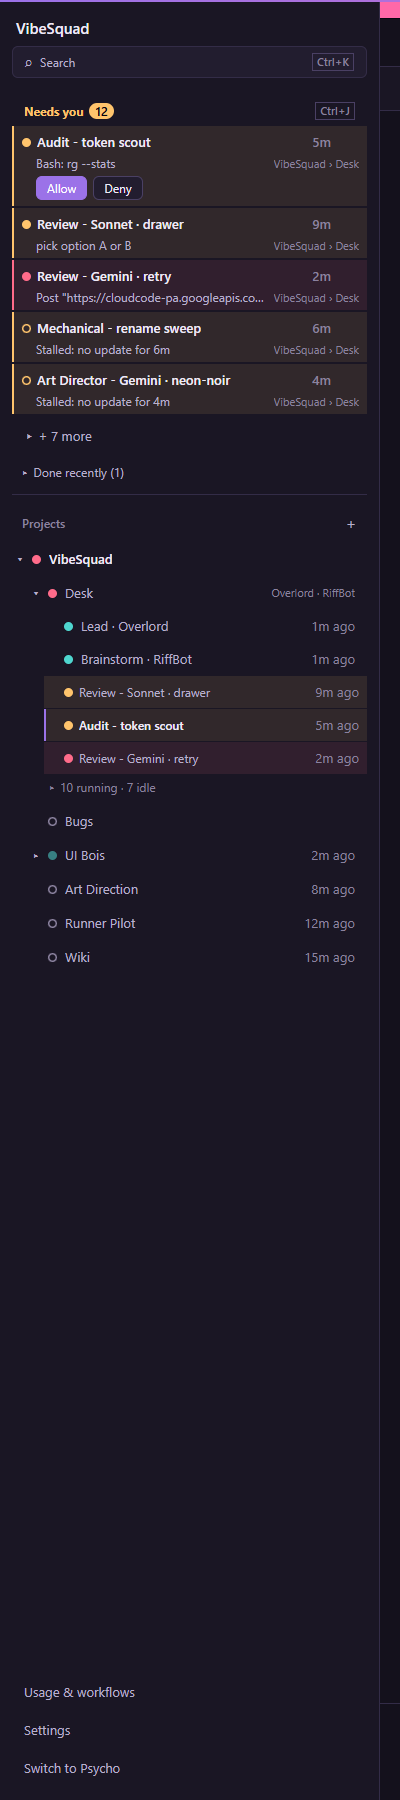 VibeSquad
Search Ctrl+K
Needs you 12 Ctrl+J
Audit - token scout 5m
Bash: rg --stats VibeSquad › Desk
Allow Deny
Review - Sonnet · drawer 9m
pick option A or B VibeSquad › Desk
Review - Gemini · retry 2m
Post "https://cloudcode-pa.googleapis.co... VibeSquad › Desk
Mechanical - rename sweep 6m
Stalled: no update for 6m VibeSquad › Desk
Art Director - Gemini · neon-noir 4m
Stalled: no update for 4m VibeSquad › Desk
+ 7 more
Done recently (1)
Projects +
VibeSquad
Desk Overlord · RiffBot
Lead · Overlord 1m ago
Brainstorm · RiffBot 1m ago
Review - Sonnet · drawer 9m ago
Audit - token scout 5m ago
Review - Gemini · retry 2m ago
10 running · 7 idle
Bugs
UI Bois 2m ago
Art Direction 8m ago
Runner Pilot 12m ago
Wiki 15m ago
Usage & workflows
Settings
Switch to Psycho